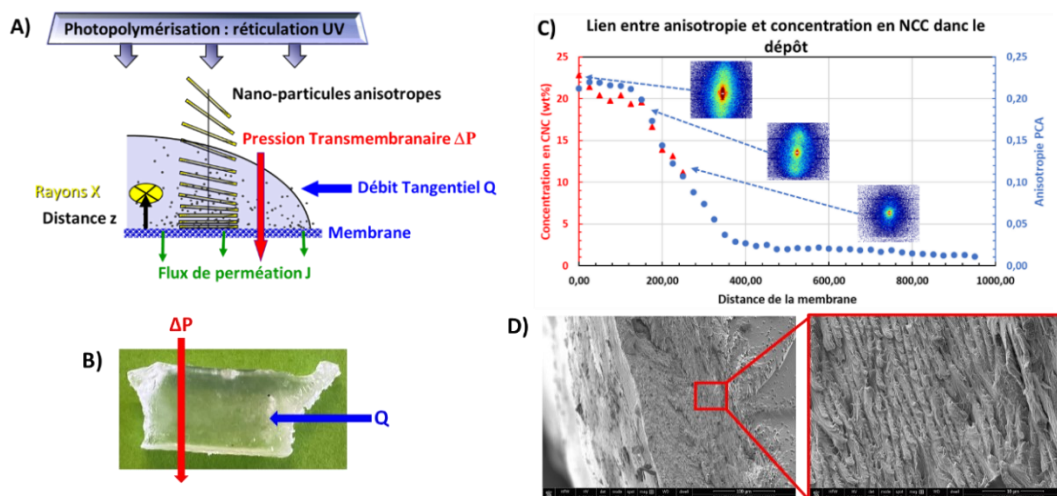 A)
Photopolymérisation : réticulation UV
Nano-particules anisotropes
Pression Transmembranaire ΔP
Rayons X
Débit Tangentiel Q
Distance z
Membrane
Flux de perméation J
B)
ΔP
Q
C)
Lien entre anisotropie et concentration en NCC danc le
dépôt
Concentration en CNC (wt%)
25
20
15
10
5
0
0,25
0,20
0,15
0,10
0,05
0,00
Anisotropie PCA
0,00 200,00 400,00 600,00 800,00 1000,00
Distance de la membrane
D)